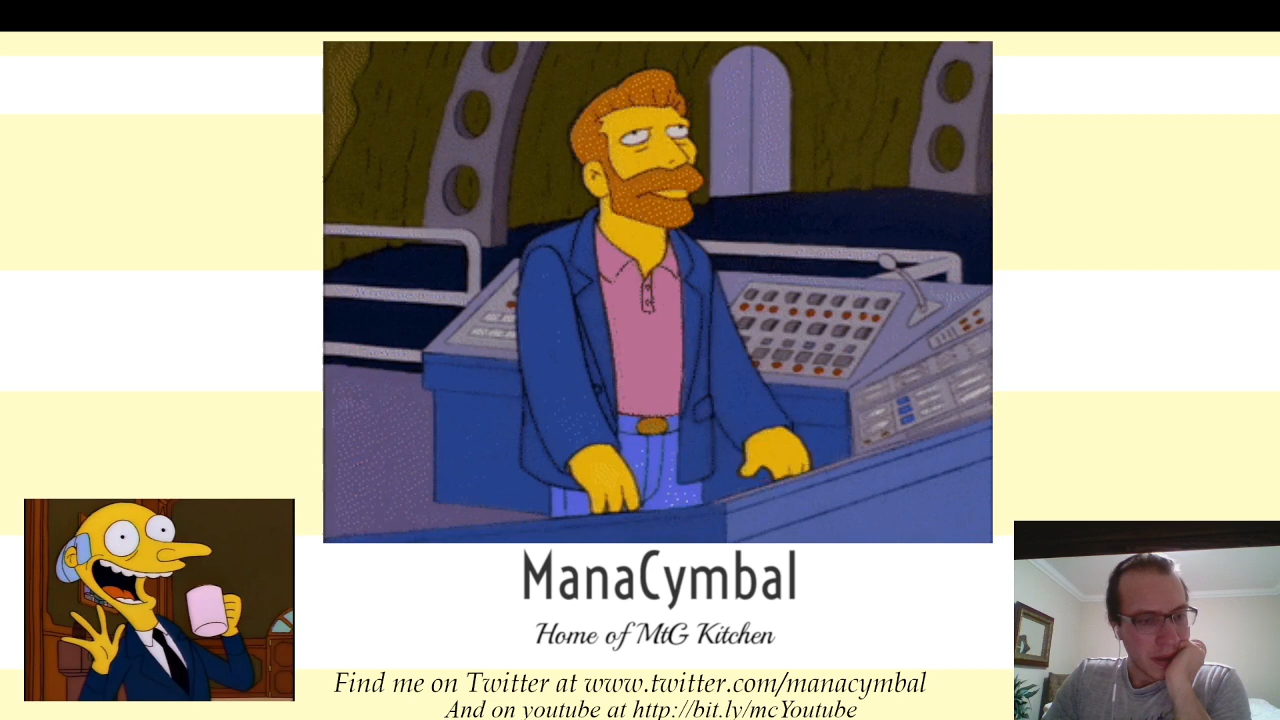 ManaCymbal
Home of MtG Kitchen
Find me on Twitter at www.twitter.com/manacymbal
And on youtube at http://bit.ly/mcYoutube